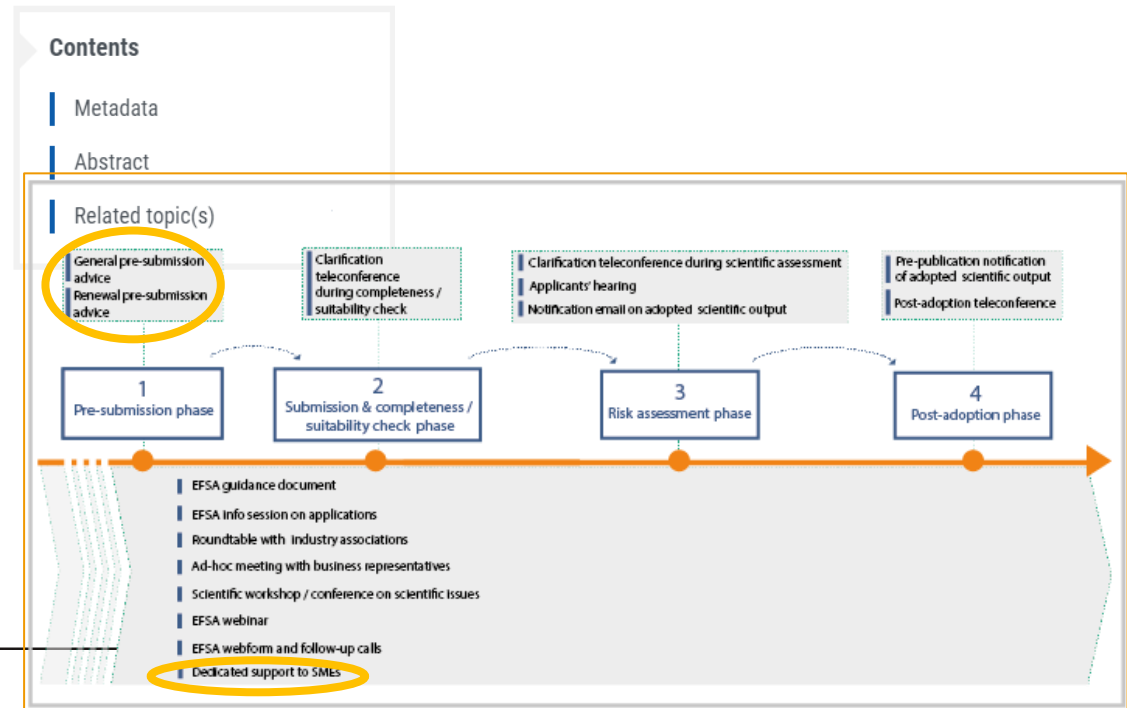 Contents
Metadata
Abstract
Related topic(s)
General pre-submission
advice
Renewal pre-submission
advice
Clarification
teleconference
during completeness /
suitability check
Clarification teleconference during scientific assessment
Applicants' hearing
Notification email on adopted scientific output
Pre-publication notification
of adopted scientific output
Post-adoption teleconference
1
Pre-submission phase
2
Submission & completeness /
suitability check phase
3
Risk assessment phase
4
Post-adoption phase
EFSA guidance document
EFSA info session on applications
Roundtable with industry associations
Ad-hoc meeting with business representatives
Scientific workshop / conference on scientific issues
EFSA webinar
EFSA webform and follow-up calls
Dedicated support to SMEs